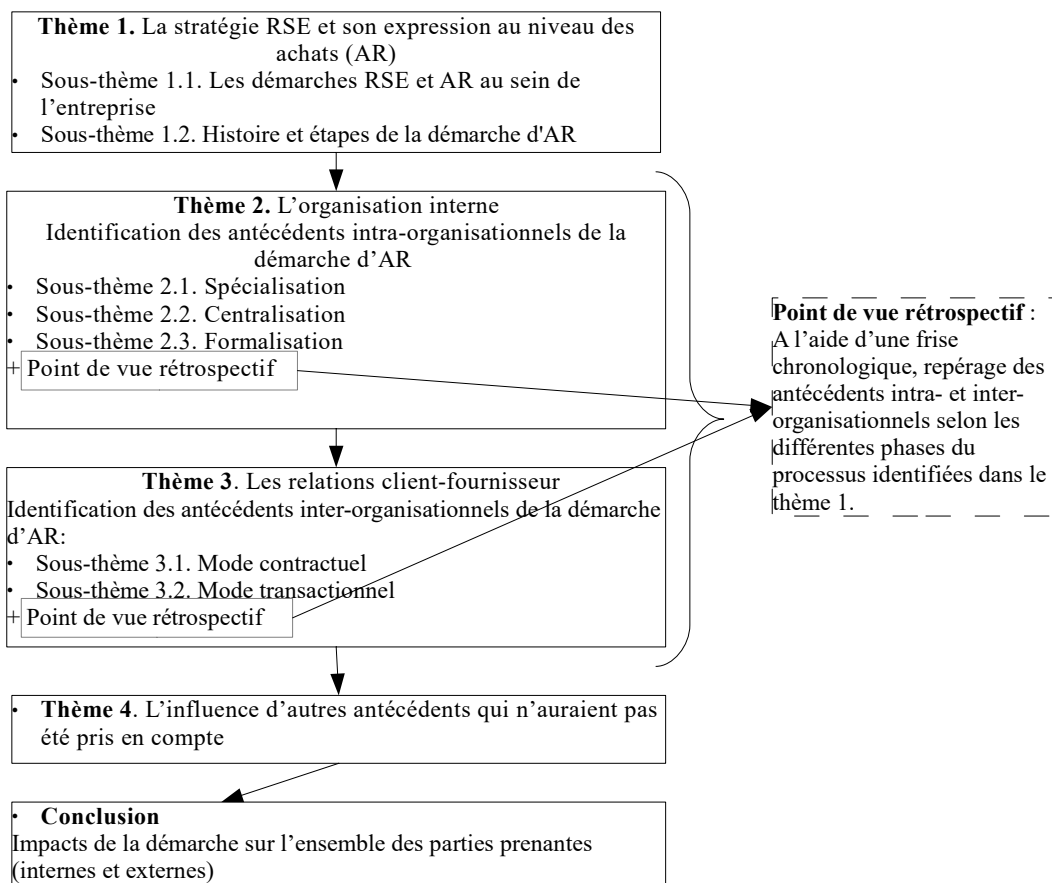 Thème 1. La stratégie RSE et son expression au niveau des
achats (AR)
• Sous-thème 1.1. Les démarches RSE et AR au sein de
l’entreprise
• Sous-thème 1.2. Histoire et étapes de la démarche d'AR
Thème 2. L’organisation interne
Identification des antécédents intra-organisationnels de la
démarche d’AR
• Sous-thème 2.1. Spécialisation
• Sous-thème 2.2. Centralisation
• Sous-thème 2.3. Formalisation
+ Point de vue rétrospectif
Thème 3. Les relations client-fournisseur
Identification des antécédents inter-organisationnels de la démarche
d’AR:
• Sous-thème 3.1. Mode contractuel
• Sous-thème 3.2. Mode transactionnel
+ Point de vue rétrospectif
• Thème 4. L’influence d’autres antécédents qui n’auraient pas
été pris en compte
• Conclusion
Impacts de la démarche sur l’ensemble des parties prenantes
(internes et externes)
Point de vue rétrospectif :
A l’aide d’une frise
chronologique, repérage des
antécédents intra- et inter-
organisationnels selon les
différentes phases du
processus identifiées dans le
thème 1.